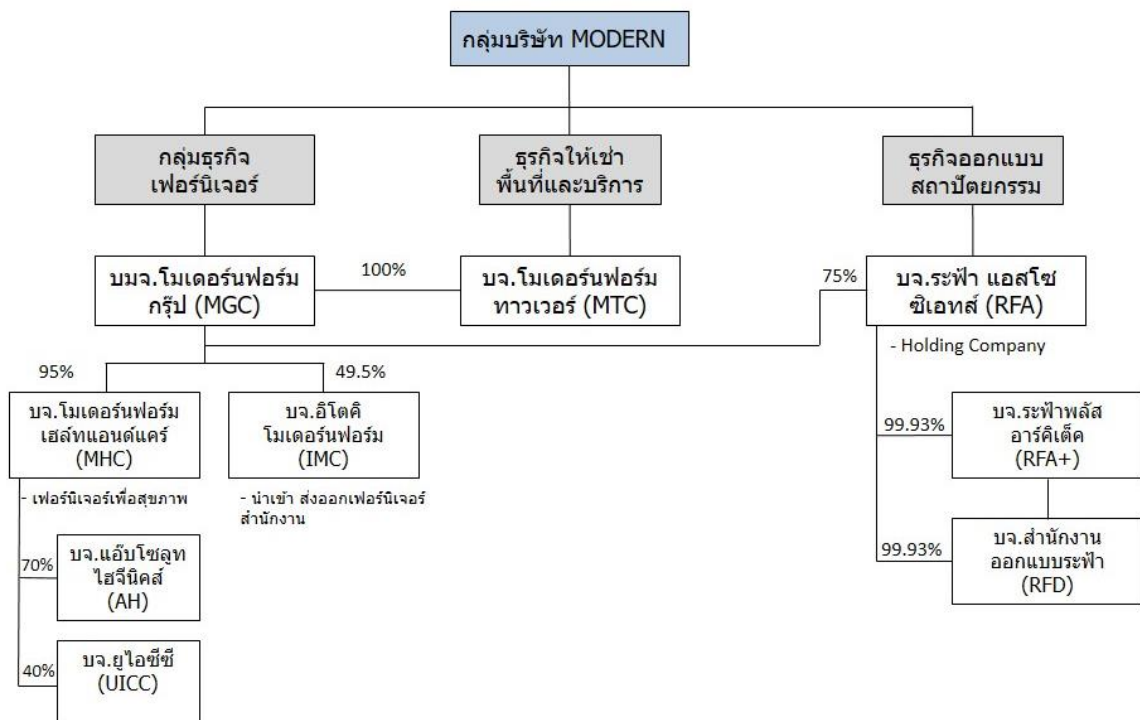 กลุ่มบริษัท MODERN
กลุ่มธุรกิจ
เฟอร์นิเจอร์
ธุรกิจให้เช่า
พื้นที่และบริการ
ธุรกิจออกแบบ
สถาปัตยกรรม
บมจ.โมเดอร์นฟอร์ม
กรุ๊ป (MGC)
100%
บจ.โมเดอร์นฟอร์ม
ทาวเวอร์ (MTC)
75%
บจ.ระฟ้า แอสโซ
ซิเอทส์ (RFA)
- Holding Company
95%
49.5%
บจ.โมเดอร์นฟอร์ม
เฮล์ทแอนด์แคร์
(MHC)
- เฟอร์นิเจอร์เพื่อสุขภาพ
บจ.อิโตคิ
โมเดอร์นฟอร์ม
(IMC)
- นำเข้า ส่งออกเฟอร์นิเจอร์
สำนักงาน
99.93%
บจ.ระฟ้าพลัส
อาร์คิเต็ค
(RFA+)
70%
บจ.แอ๊บโซลูท
ไฮจีนิคส์
(AH)
99.93%
บจ.สำนักงาน
ออกแบบระฟ้า
(RFD)
40%
บจ.ยูไอซีซี
(UICC)